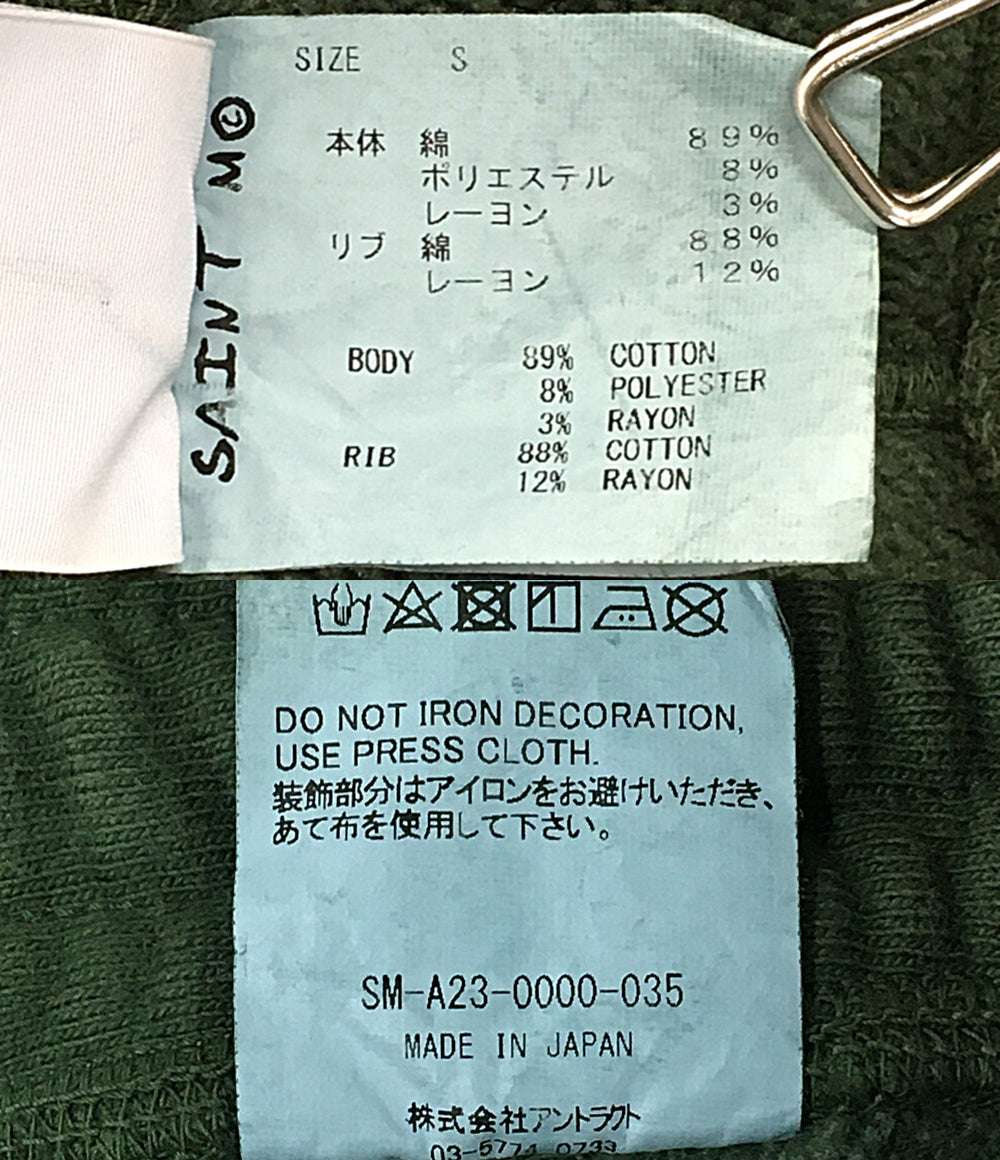 SIZE S
SAINT M©
本体 綿 89%
ポリエステル 8%
レーヨン 3%
リブ 綿 88%
レーヨン 12%
BODY 89% COTTON
8% POLYESTER
3% RAYON
RIB 88% COTTON
12% RAYON
DO NOT IRON DECORATION,
USE PRESS CLOTH.
装飾部分はアイロンをお避けいただき、
あて布を使用して下さい。
SM-A23-0000-035
MADE IN JAPAN
株式会社アントラクト
03-5774-0733